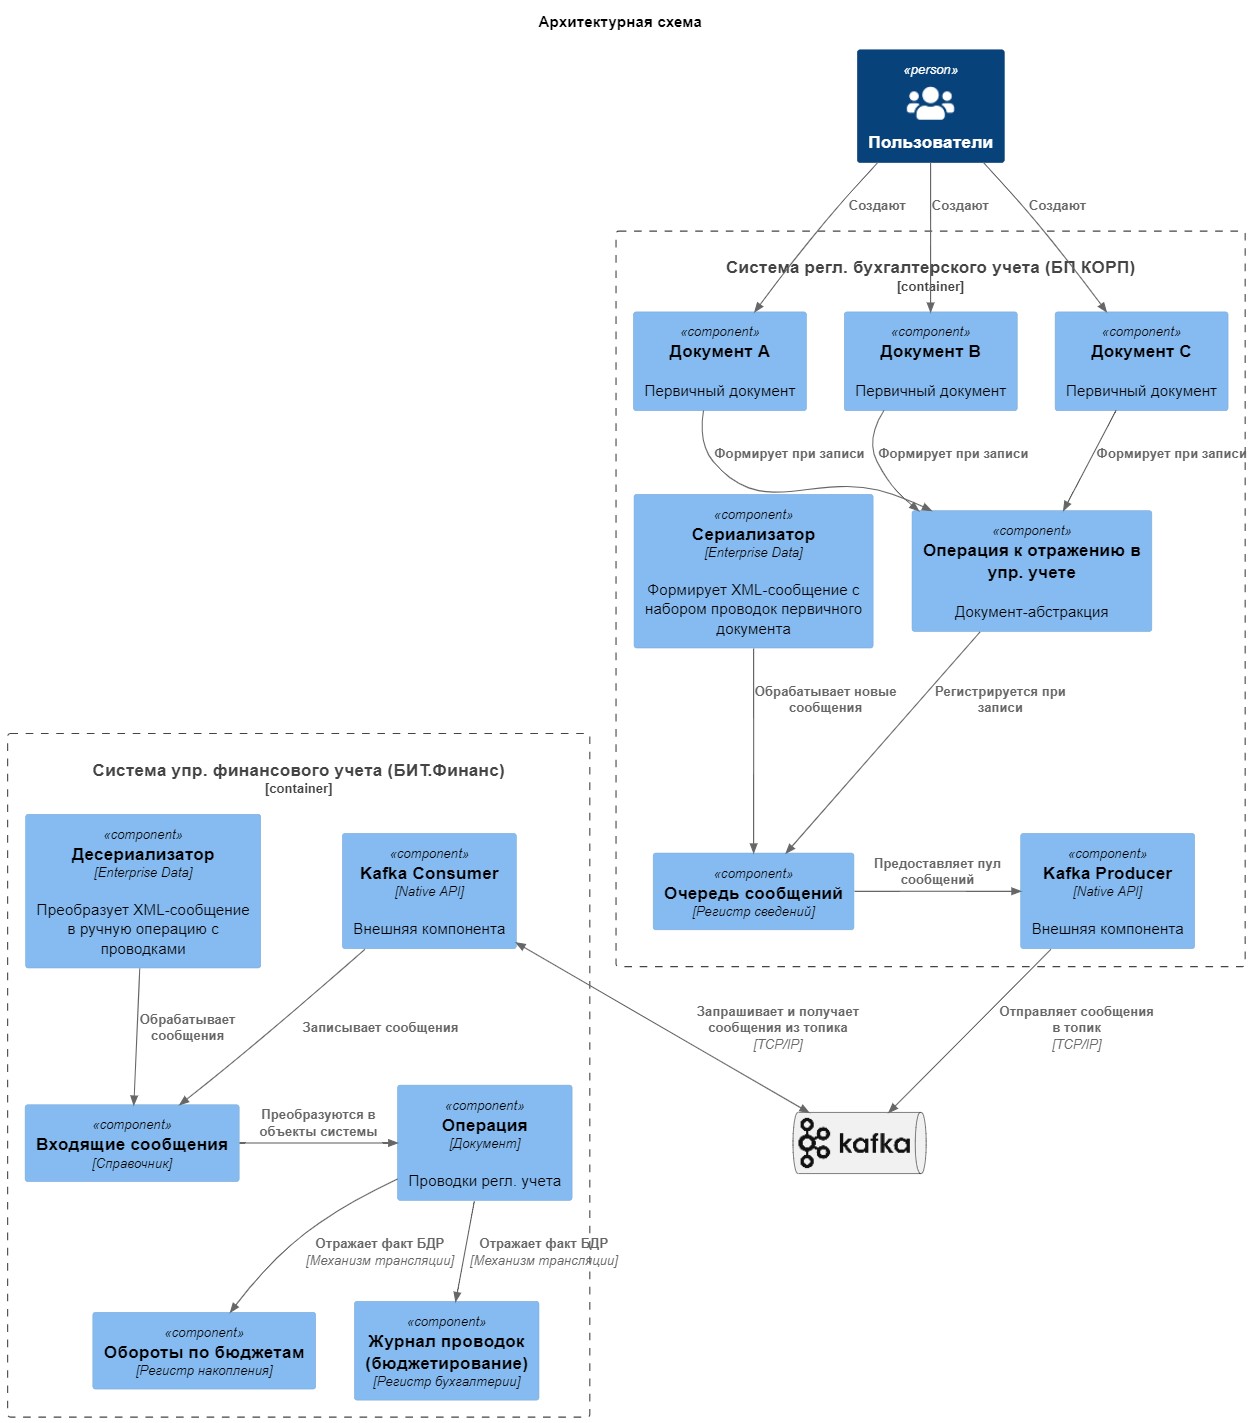 Архитектурная схема
«person»
Пользователи
Создают
Создают
Создают
Система регл. бухгалтерского учета (БП КОРП)
[container]
«component»
Документ A
Первичный документ
«component»
Документ B
Первичный документ
«component»
Документ C
Первичный документ
Формирует при записи
Формирует при записи
Формирует при записи
«component»
Сериализатор
[Enterprise Data]
Формирует XML-сообщение с
набором проводок первичного
документа
«component»
Операция к отражению в
упр. учете
Документ-абстракция
Обрабатывает новые
сообщения
Регистрируется при
записи
«component»
Очередь сообщений
[Регистр сведений]
Предоставляет пул
сообщений
«component»
Kafka Producer
[Native API]
Внешняя компонента
Система упр. финансового учета (БИТ.Финанс)
[container]
«component»
Десериализатор
[Enterprise Data]
Преобразует XML-сообщение
в ручную операцию с
проводками
«component»
Kafka Consumer
[Native API]
Внешняя компонента
Обрабатывает
сообщения
Записывает сообщения
Запрашивает и получает
сообщения из топика
[TCP/IP]
Отправляет сообщения
в топик
[TCP/IP]
kafka
«component»
Входящие сообщения
[Справочник]
Преобразуются в
объекты системы
«component»
Операция
[Документ]
Проводки регл. учета
Отражает факт БДР
[Механизм трансляции]
Отражает факт БДР
[Механизм трансляции]
«component»
Обороты по бюджетам
[Регистр накопления]
«component»
Журнал проводок
(бюджетирование)
[Регистр бухгалтерии]